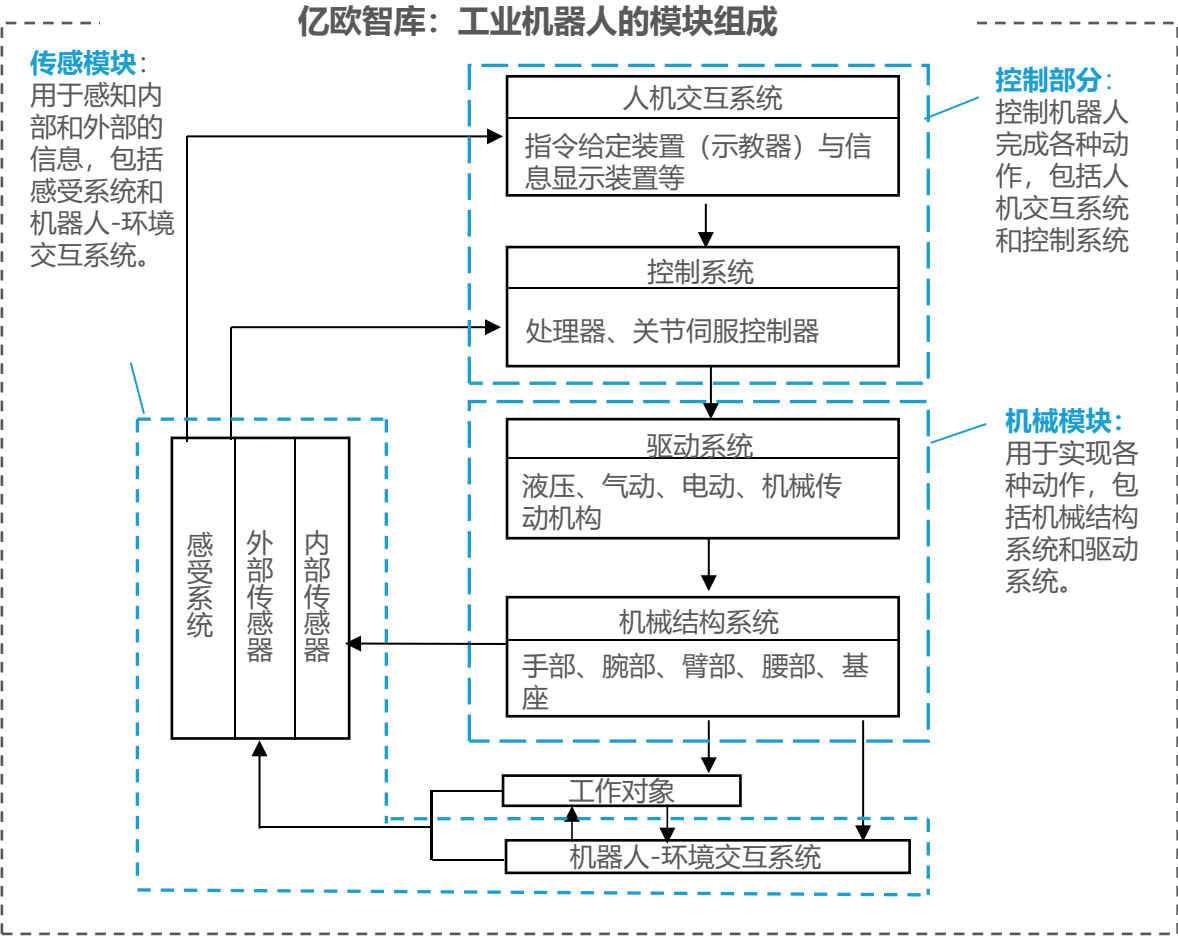 亿欧智库：工业机器人的模块组成
传感模块：
用于感知内
部和外部的
信息，包括
感受系统和
机器人-环境
交互系统。
人机交互系统
指令给定装置（示教器）与信
息显示装置等
控制系统
处理器、关节伺服控制器
控制部分：
控制机器人
完成各种动
作，包括人
机交互系统
和控制系统
驱动系统
液压、气动、电动、机械传
动机构
机械结构系统
手部、腕部、臂部、腰部、基
座
机械模块：
用于实现各
种动作，包
括机械结构
系统和驱动
系统。
感受系统
外部传感器
内部传感器
工作对象
机器人-环境交互系统